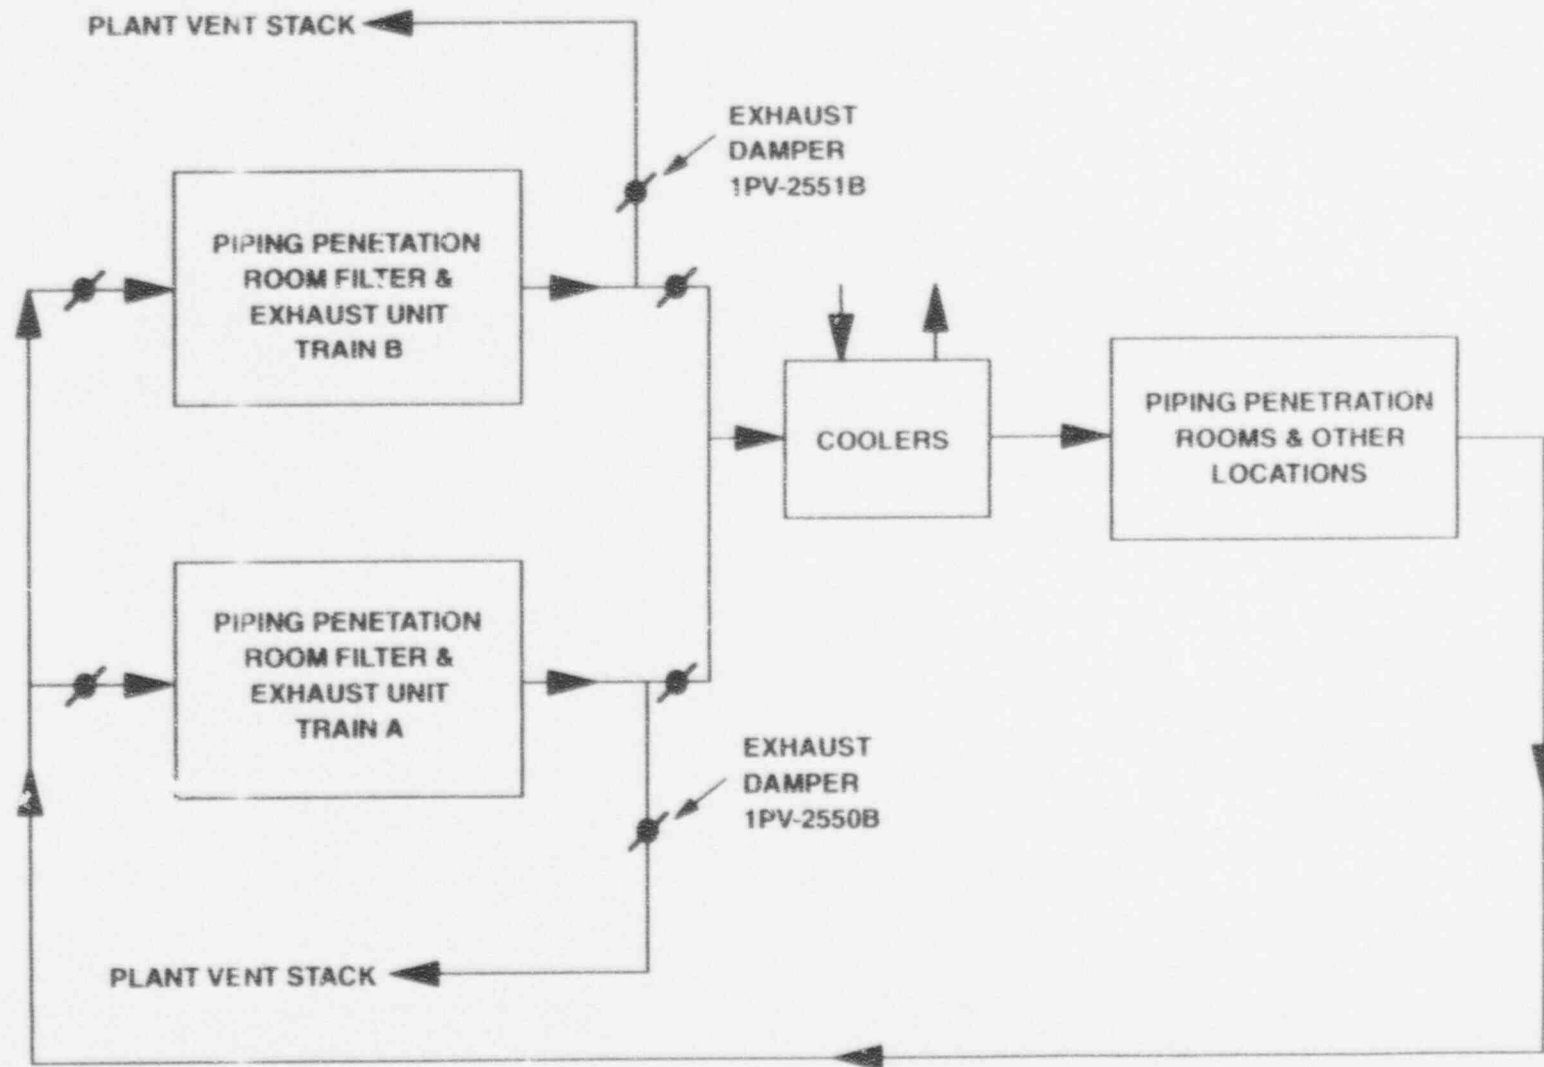 PLANT VENT STACK
EXHAUST
DAMPER
1PV-2551B
PIPING PENETATION
ROOM FILTER &
EXHAUST UNIT
TRAIN B
COOLERS
PIPING PENETRATION
ROOMS & OTHER
LOCATIONS
PIPING PENETATION
ROOM FILTER &
EXHAUST UNIT
TRAIN A
EXHAUST
DAMPER
1PV-2550B
PLANT VENT STACK